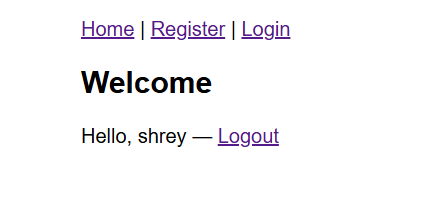 Home | Register | Login
Welcome
Hello, shrey — Logout